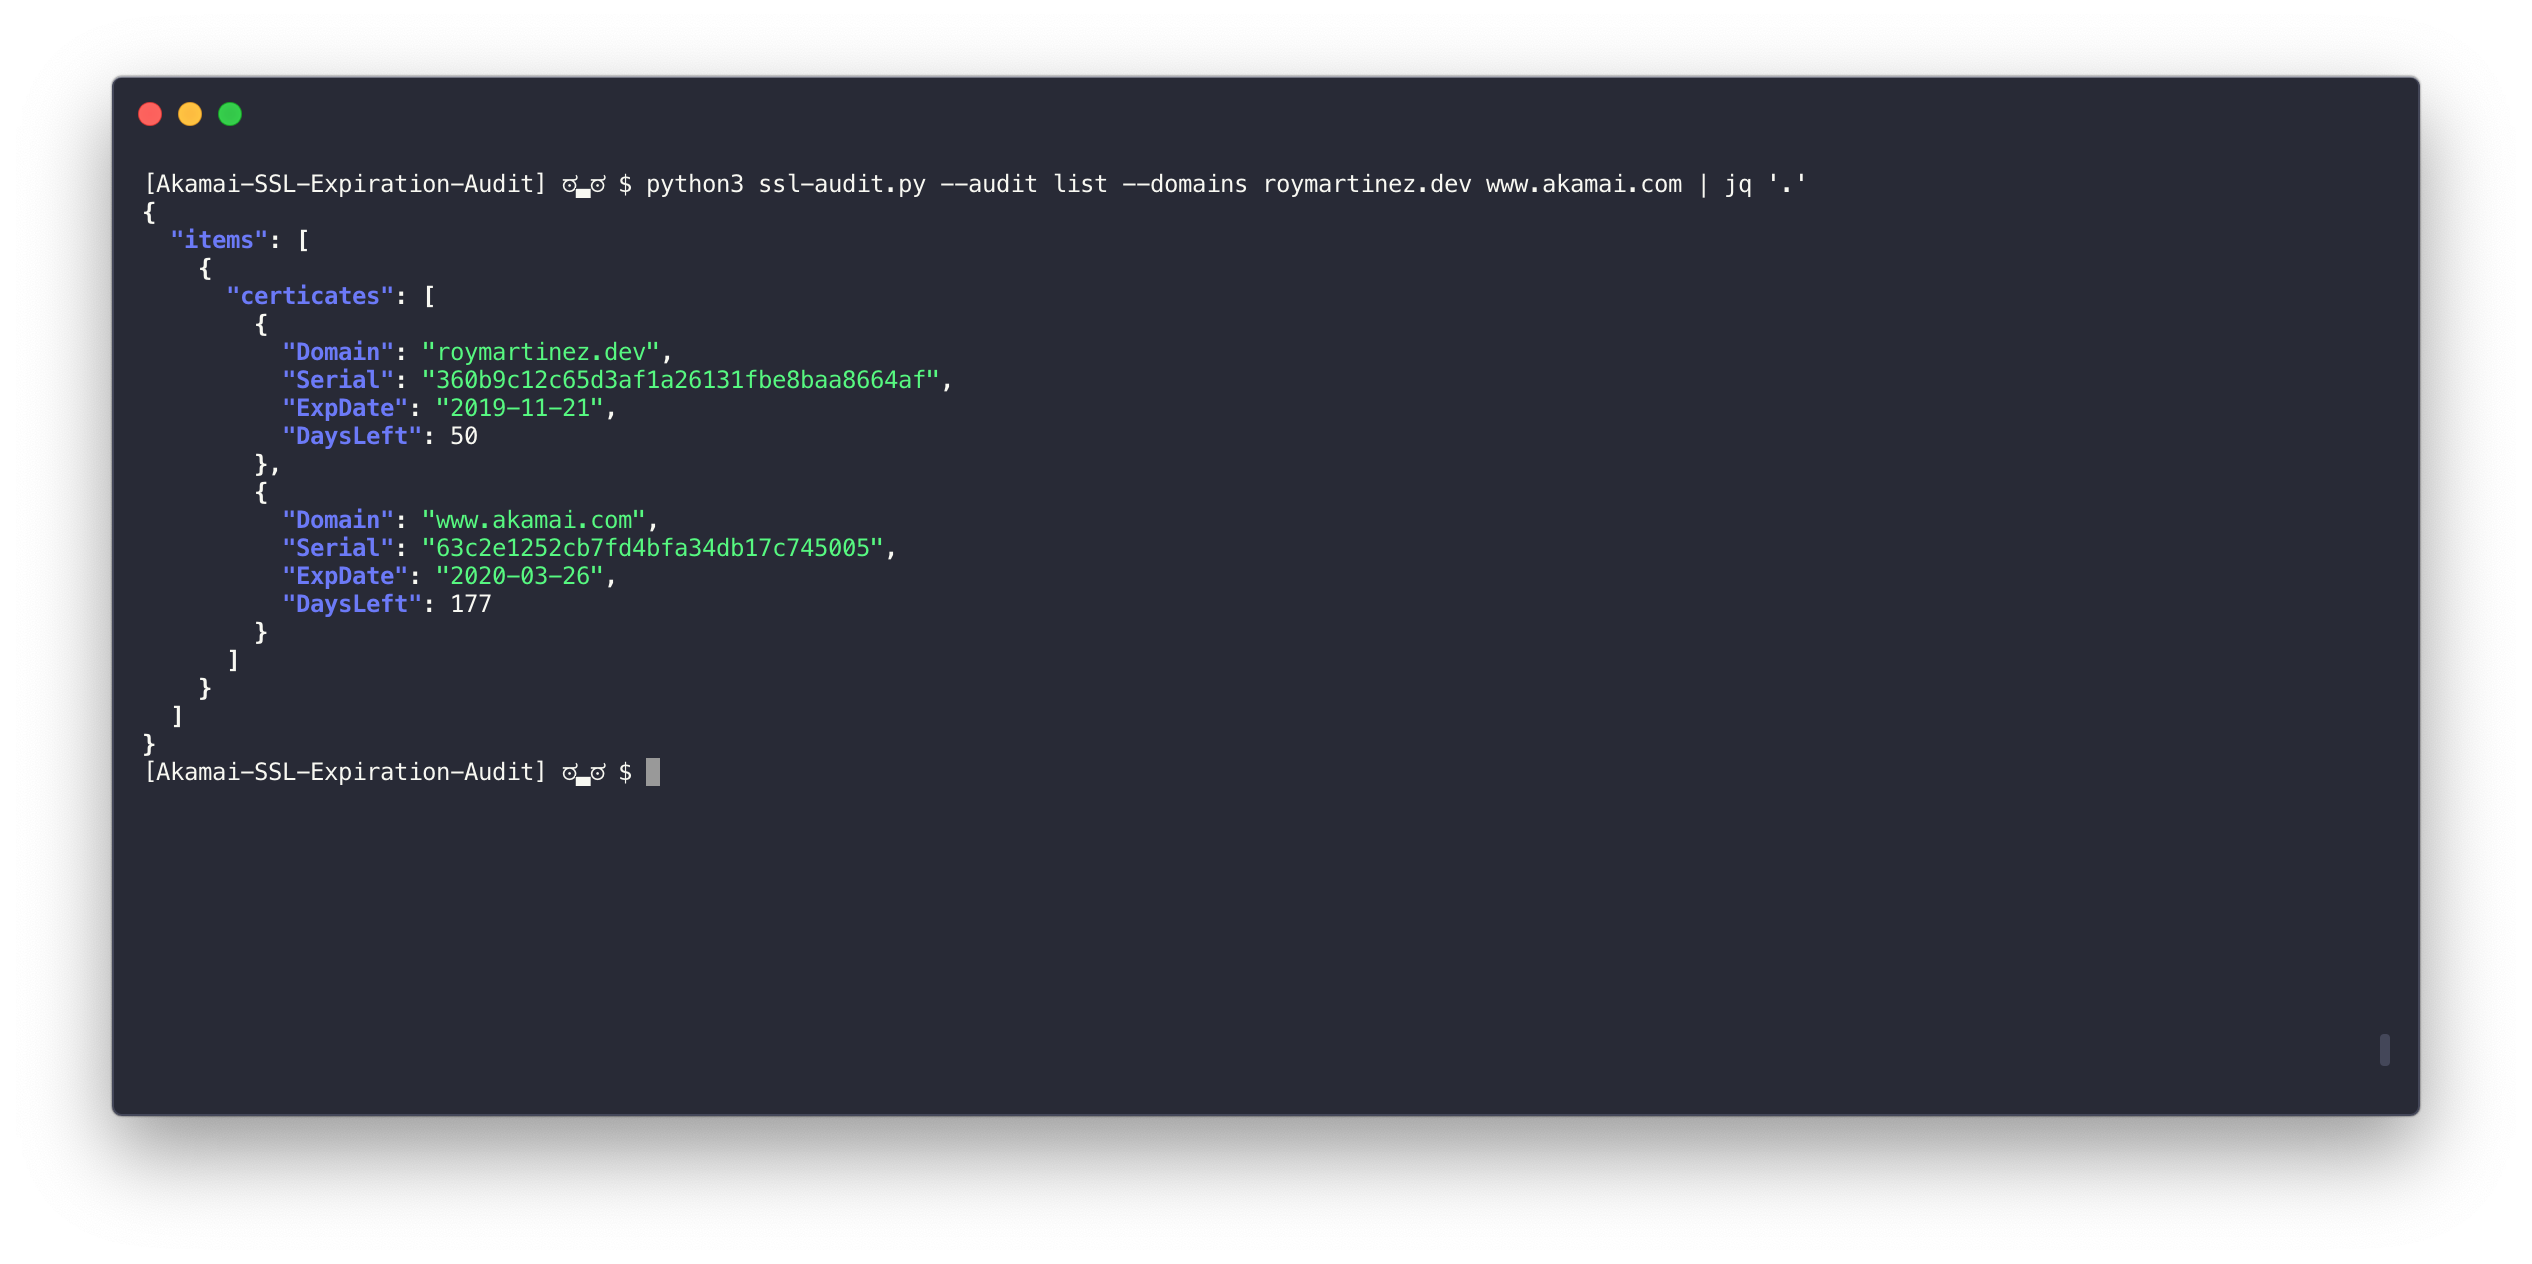 [Akamai-SSL-Expiration-Audit] ಠ▂ಠ $ python3 ssl-audit.py --audit list --domains roymartinez.dev www.akamai.com | jq '.'
{
  "items": [
    {
      "certicates": [
        {
          "Domain": "roymartinez.dev",
          "Serial": "360b9c12c65d3af1a26131fbe8baa8664af",
          "ExpDate": "2019-11-21",
          "DaysLeft": 50
        },
        {
          "Domain": "www.akamai.com",
          "Serial": "63c2e1252cb7fd4bfa34db17c745005",
          "ExpDate": "2020-03-26",
          "DaysLeft": 177
        }
      ]
    }
  ]
}
[Akamai-SSL-Expiration-Audit] ಠ▂ಠ $